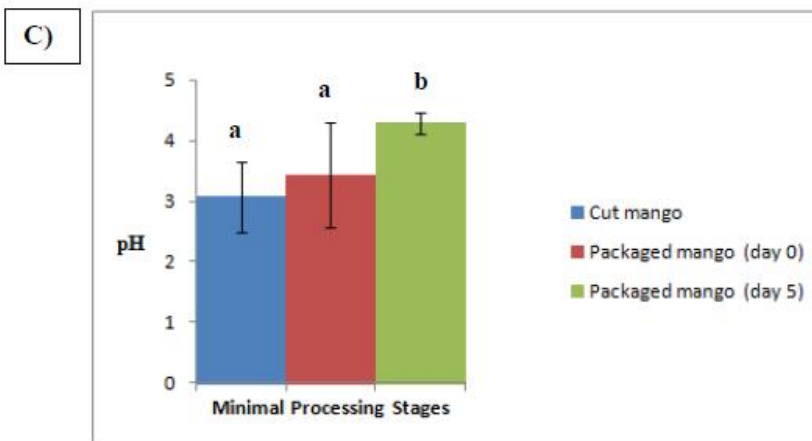 C)
a
a
b
5
4
3
2
1
0
pH
Minimal Processing Stages
Cut mango
Packaged mango (day 0)
Packaged mango (day 5)